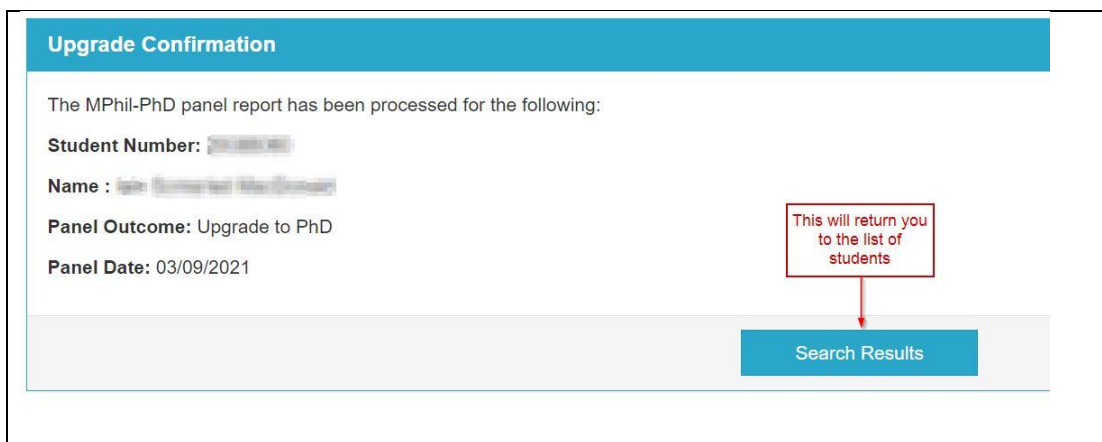 Upgrade Confirmation
The MPhil-PhD panel report has been processed for the following:
Student Number:
Name :
Panel Outcome: Upgrade to PhD
Panel Date: 03/09/2021
This will return you
to the list of
students
Search Results